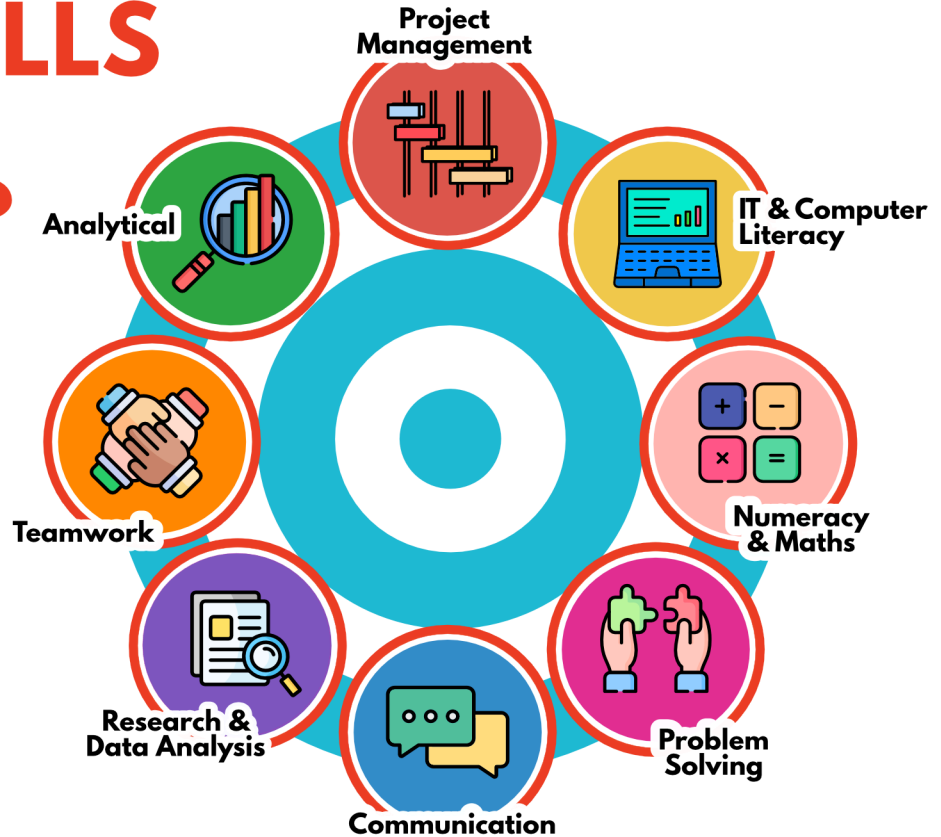 LLS
Project
Management
IT & Computer
Literacy
Analytical
Numeracy
& Maths
Teamwork
Research &
Data Analysis
Problem
Solving
Communication